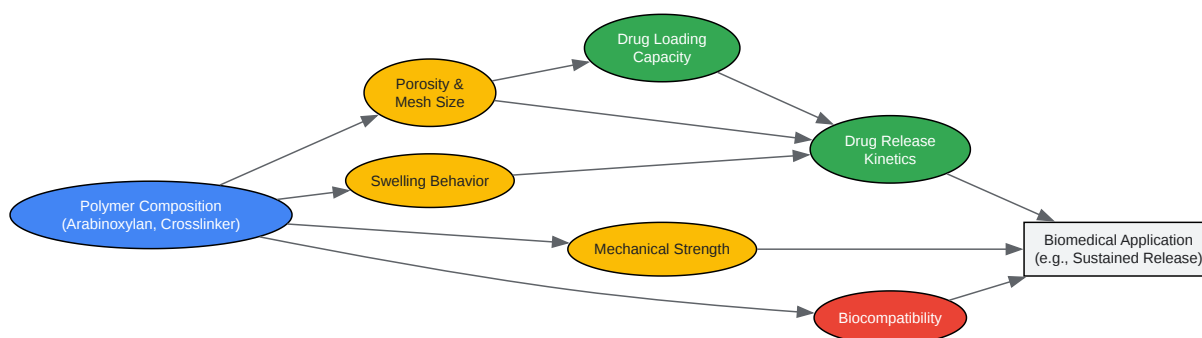 Drug Loading
Capacity
Porosity &
Mesh Size
Drug Release
Kinetics
Swelling Behavior
Polymer Composition
(Arabinoxylan, Crosslinker)
Mechanical Strength
Biomedical Application
(e.g., Sustained Release)
Biocompatibility